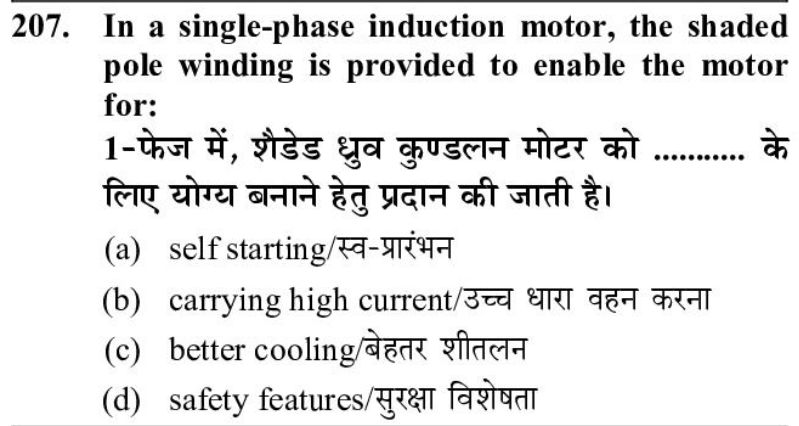 207. In a single-phase induction motor, the shaded
pole winding is provided to enable the motor
for:
1-फेज में, शैडेड ध्रुव कुण्डलन मोटर को ............ के
लिए योग्य बनाने हेतु प्रदान की जाती है।
(a) self starting/स्व-प्रारंभन
(b) carrying high current/उच्च धारा वहन करना
(c) better cooling/बेहतर शीतलन
(d) safety features/सुरक्षा विशेषता